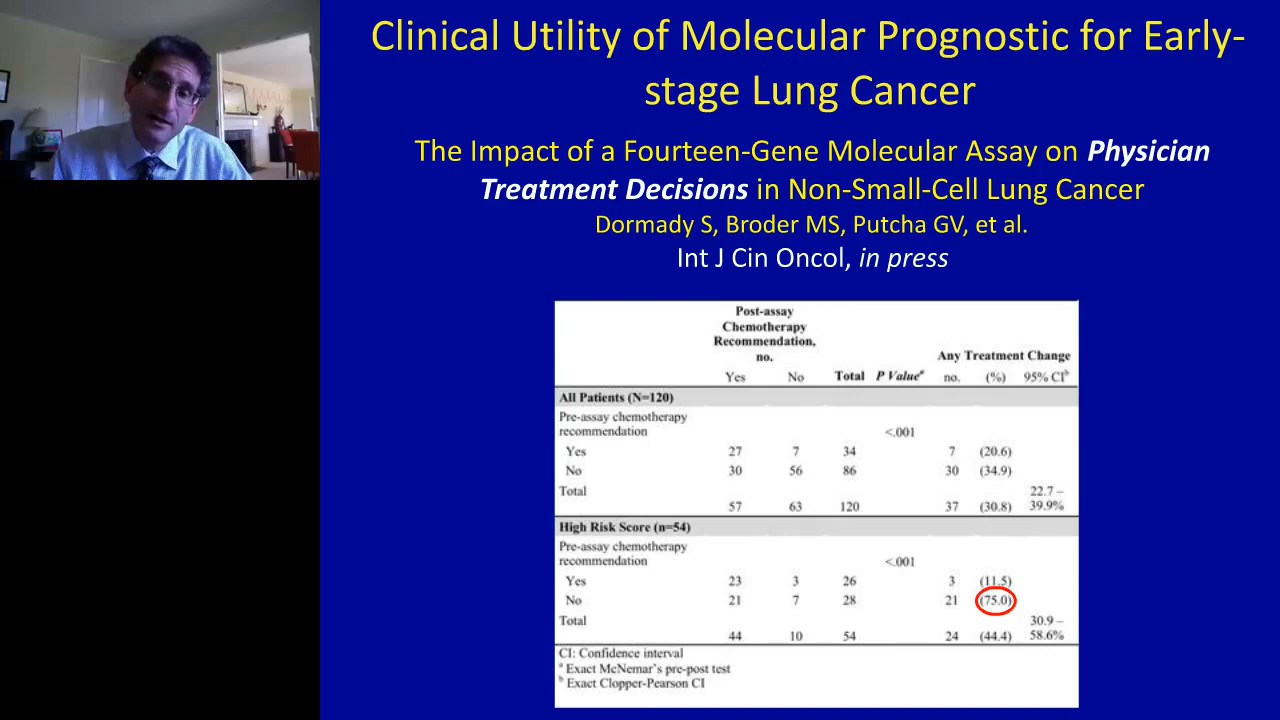 Clinical Utility of Molecular Prognostic for Early-
stage Lung Cancer
The Impact of a Fourteen-Gene Molecular Assay on Physician
Treatment Decisions in Non-Small-Cell Lung Cancer
Dormady S, Broder MS, Putcha GV, et al.
Int J Cin Oncol, in press
Post-assay
Chemotherapy
Recommendation,
no.
Any Treatment Change
Yes No Total P Valueᵃ no. (%) 95% CIᵇ
All Patients (N=120)
Pre-assay chemotherapy
recommendation <.001
Yes 27 7 34 7 (20.6)
No 30 56 86 30 (34.9)
Total 22.7 –
57 63 120 37 (30.8) 39.9%
High Risk Score (n=54)
Pre-assay chemotherapy
recommendation <.001
Yes 23 3 26 3 (11.5)
No 21 7 28 21 (75.0)
Total 30.9 –
44 10 54 24 (44.4) 58.6%
CI: Confidence interval
ᵃ Exact McNemar's pre-post test
ᵇ Exact Clopper-Pearson CI